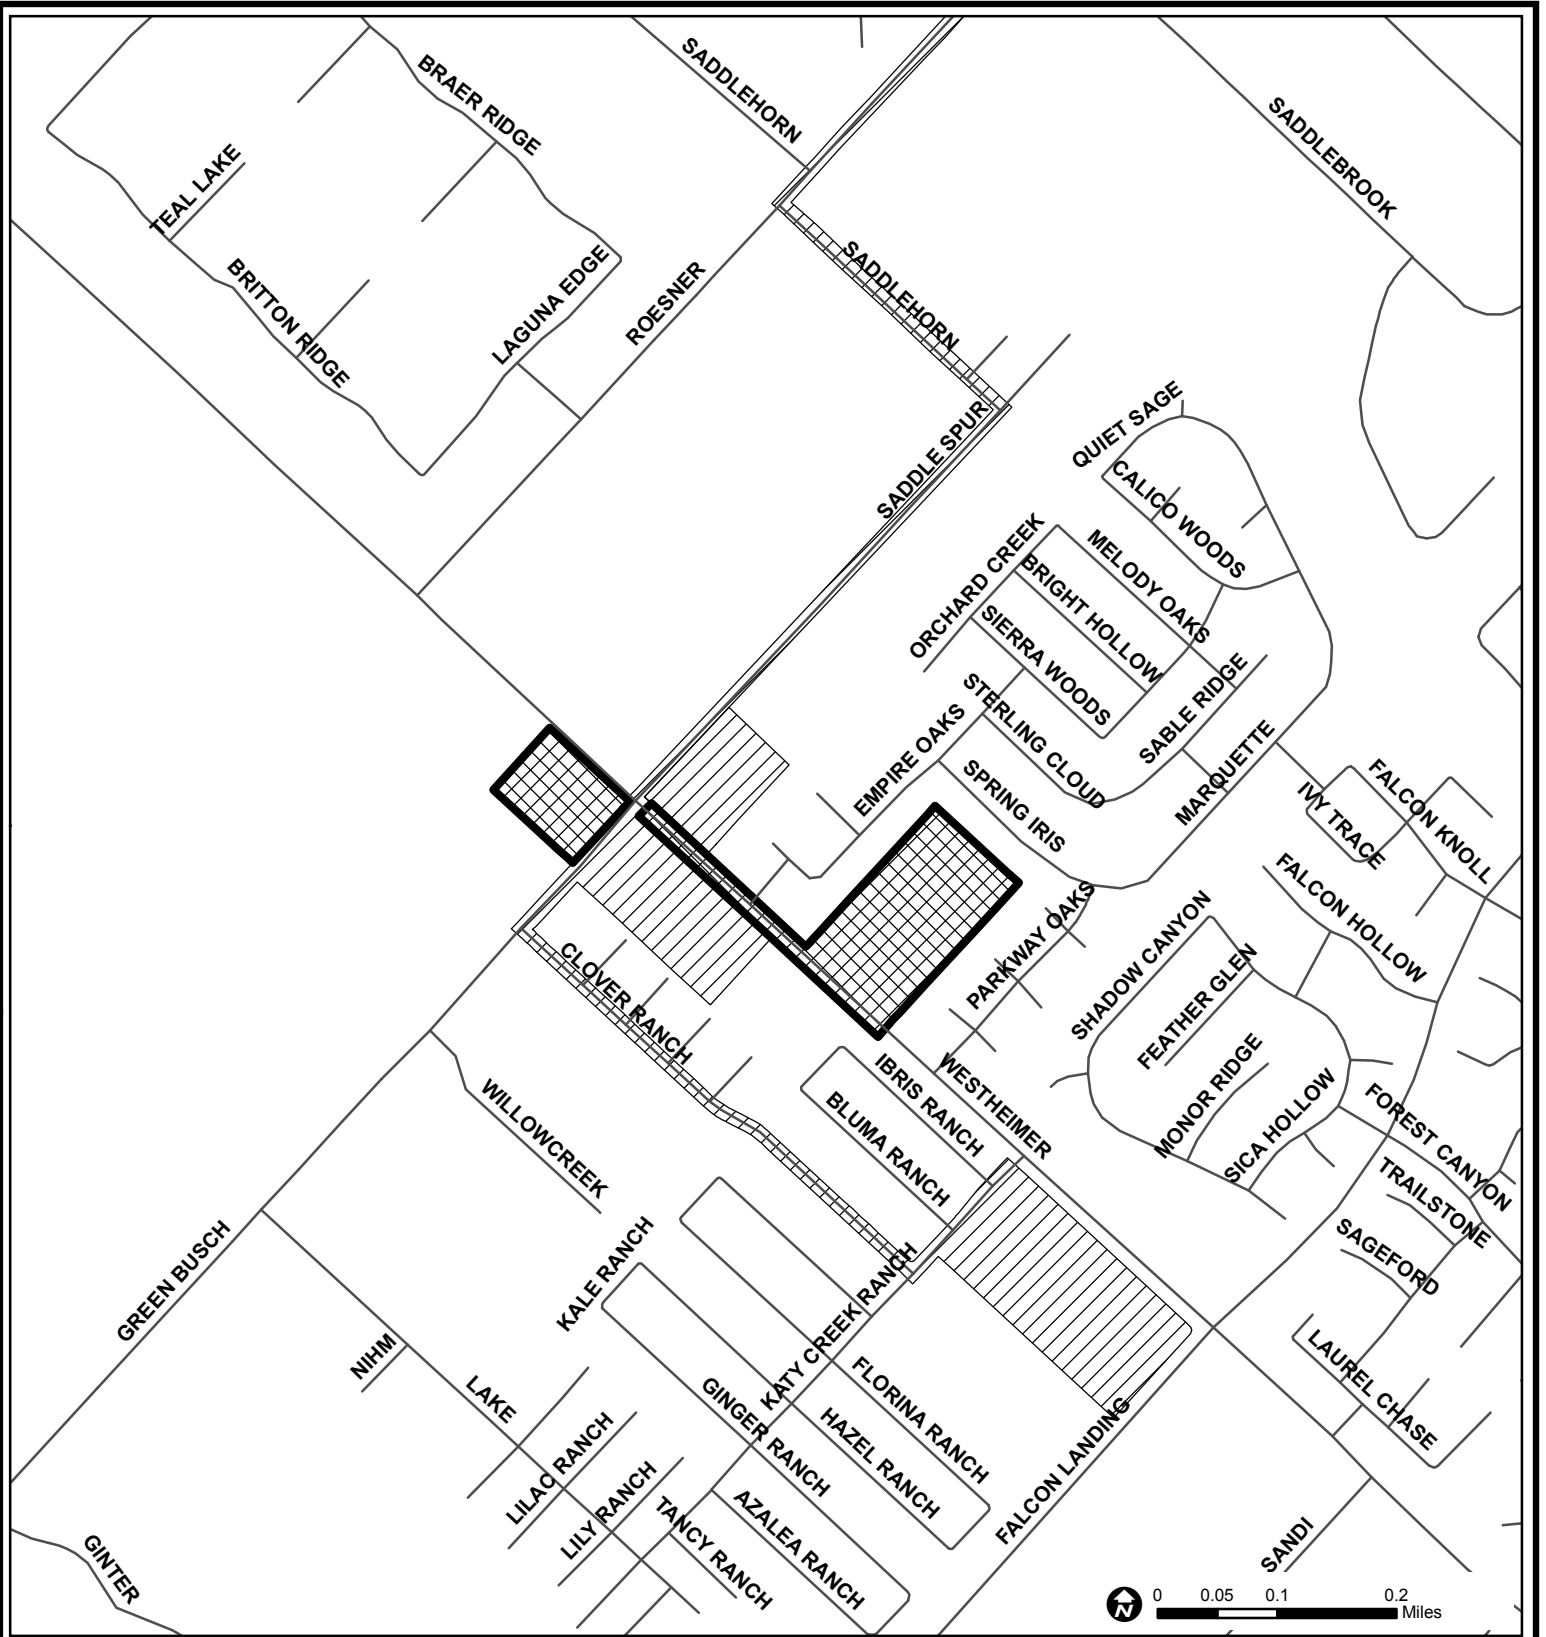 SADDLEHORN
BRAER RIDGE
SADDLEBROOK
TEAL LAKE
BRITTON RIDGE
LAGUNA EDGE
ROESNER
SADDLEHORN
SADDLE SPUR
QUIET SAGE
CALICO WOODS
ORCHARD CREEK
MELODY OAKS
BRIGHT HOLLOW
SIERRA WOODS
STERLING CLOUD
SABLE RIDGE
EMPIRE OAKS
SPRING IRIS
MARQUETTE
IVY TRACE
FALCON KNOLL
FALCON HOLLOW
PARKWAY OAKS
SHADOW CANYON
FEATHER GLEN
MONOR RIDGE
SICA HOLLOW
CLOVER RANCH
WILLOWCREEK
IBRIS RANCH
WESTHEIMER
BLUMA RANCH
FOREST CANYON
TRAILSTONE
SAGEFORD
LAUREL CHASE
GREEN BUSCH
KALE RANCH
KATY CREEK RANCH
NIHM
LAKE
GINGER RANCH
FLORINA RANCH
HAZEL RANCH
FALCON LANDING
LILAC RANCH
LILY RANCH
TANCY RANCH
AZALEA RANCH
SANDI
GINTER
N
0 0.05 0.1 0.2
Miles